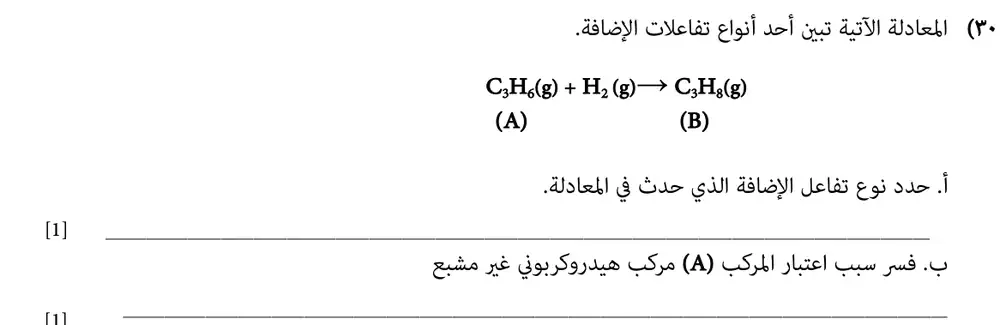 ٣٠) المعادلة الآتية تبين أحد أنواع تفاعلات الإضافة.
C₃H₆(g) + H₂ (g)⟶ C₃H₈(g)
(A) (B)
أ. حدد نوع تفاعل الإضافة الذي حدث في المعادلة.
[1]
ب. فسر سبب اعتبار المركب (A) مركب هيدروكربوني غير مشبع
[1]